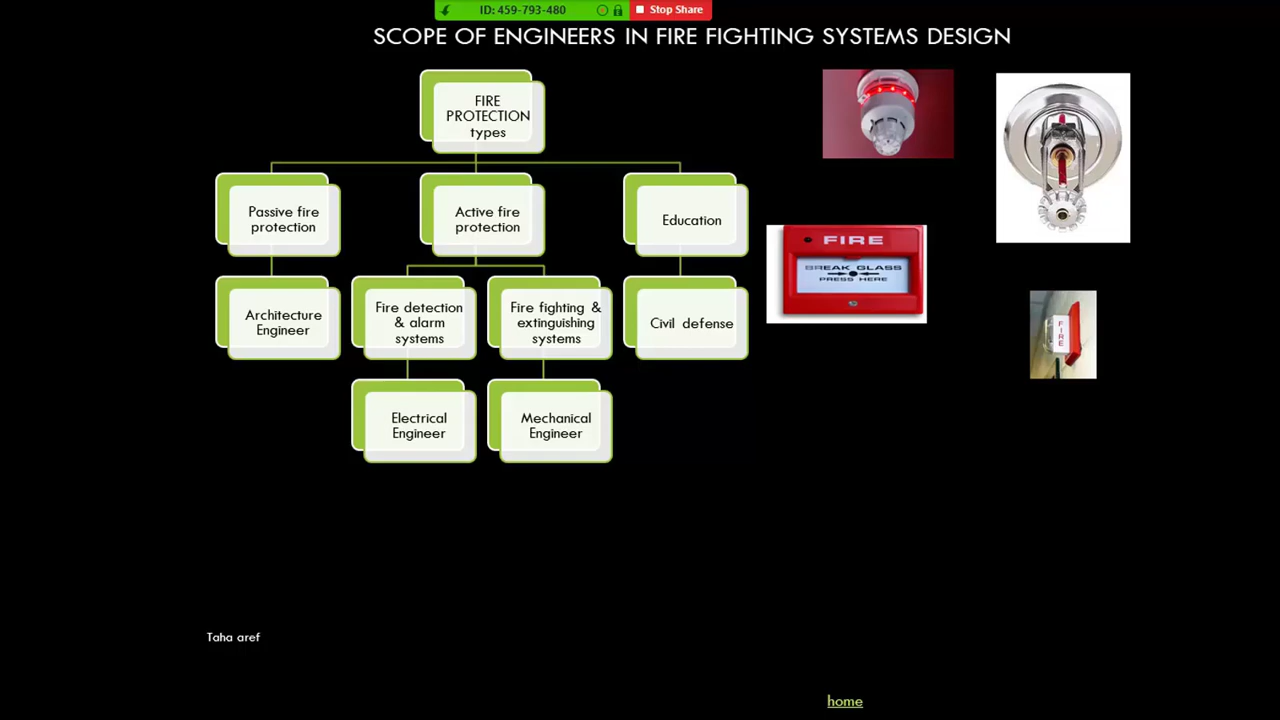 ID: 459-793-480
Stop Share
SCOPE OF ENGINEERS IN FIRE FIGHTING SYSTEMS DESIGN
FIRE
PROTECTION
types
Passive fire
protection
Active fire
protection
Education
Architecture
Engineer
Fire detection
& alarm
systems
Fire fighting &
extinguishing
systems
Civil defense
Electrical
Engineer
Mechanical
Engineer
FIRE
BREAK GLASS
PRESS HERE
FIRE
Taha aref
home